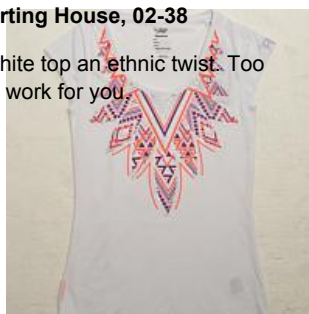 rting House, 02-38
hite top an ethnic twist. Too
work for you.